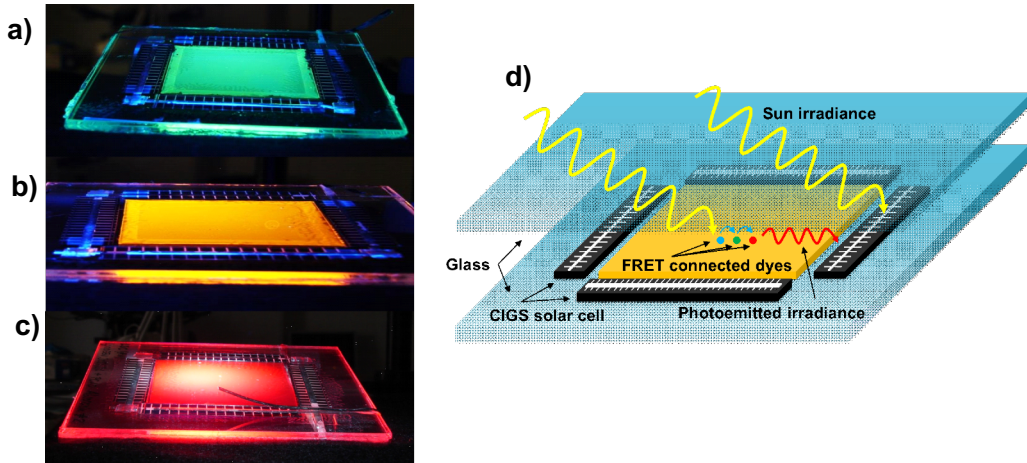 a)
b)
c)
d)
Sun irradiance
Glass
FRET connected dyes
CIGS solar cell
Photoemitted irradiance